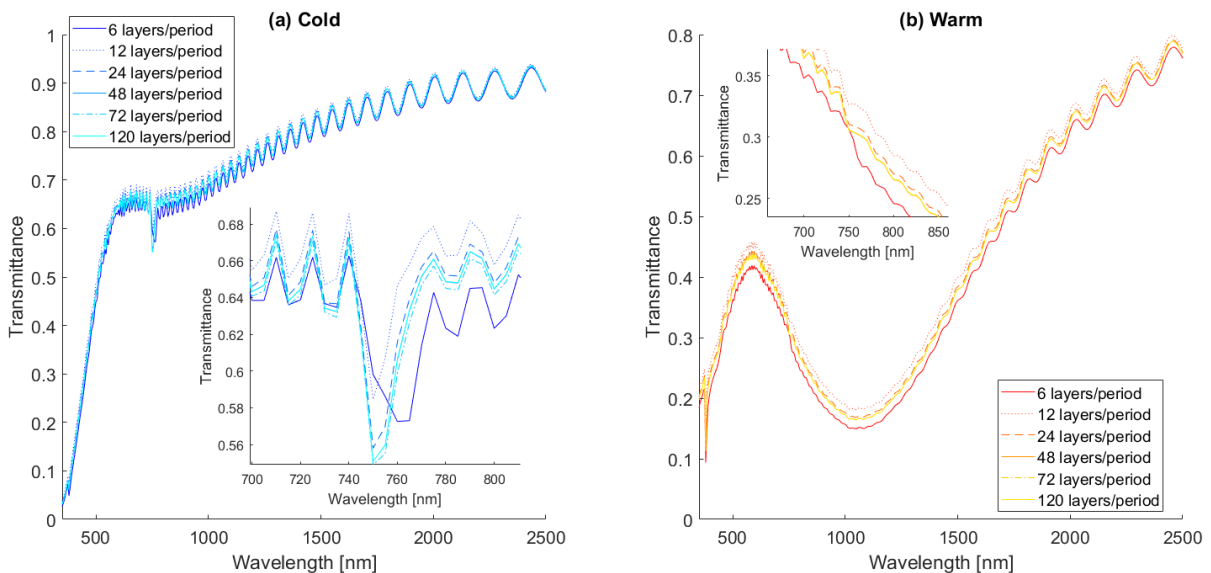 (a) Cold
6 layers/period
12 layers/period
24 layers/period
48 layers/period
72 layers/period
120 layers/period
1
0.9
0.8
0.7
0.6
0.5
0.4
0.3
0.2
0.1
0
Transmittance
500
1000
1500
2000
2500
Wavelength [nm]
0.68
0.66
0.64
0.62
0.6
0.58
0.56
Transmittance
700
720
740
760
780
800
Wavelength [nm]
(b) Warm
0.8
0.7
0.6
0.5
0.4
0.3
0.2
0.1
0
Transmittance
500
1000
1500
2000
2500
Wavelength [nm]
0.35
0.3
0.25
Transmittance
700
750
800
850
Wavelength [nm]
6 layers/period
12 layers/period
24 layers/period
48 layers/period
72 layers/period
120 layers/period